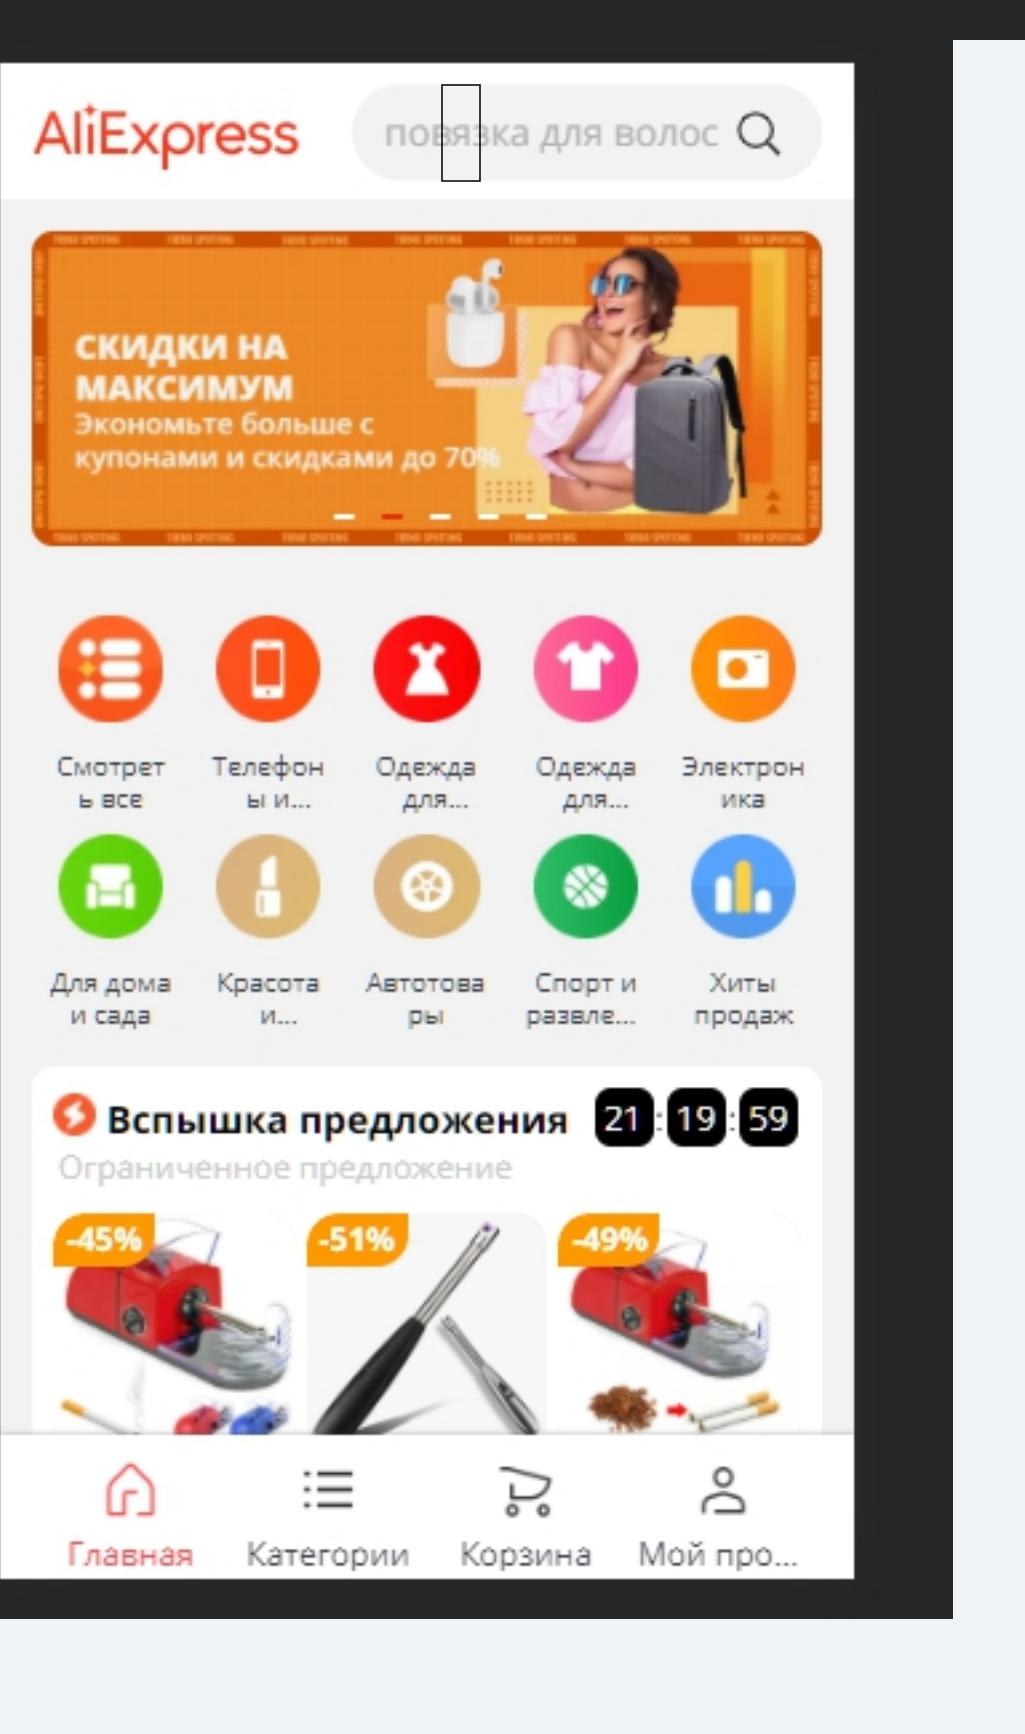 AliExpress
повязка для волос
СКИДКИ НА
МАКСИМУМ
Экономьте больше с
купонами и скидками до 70%
Смотрет
ь все
Телефон
ы и...
Одежда
для...
Одежда
для...
Электрон
ика
Для дома
и сада
Красота
и...
Автотова
ры
Спорт и
развле...
Хиты
продаж
Вспышка предложения 21:19:59
Ограниченное предложение
-45% -51% -49%
Главная Категории Корзина Мой про...